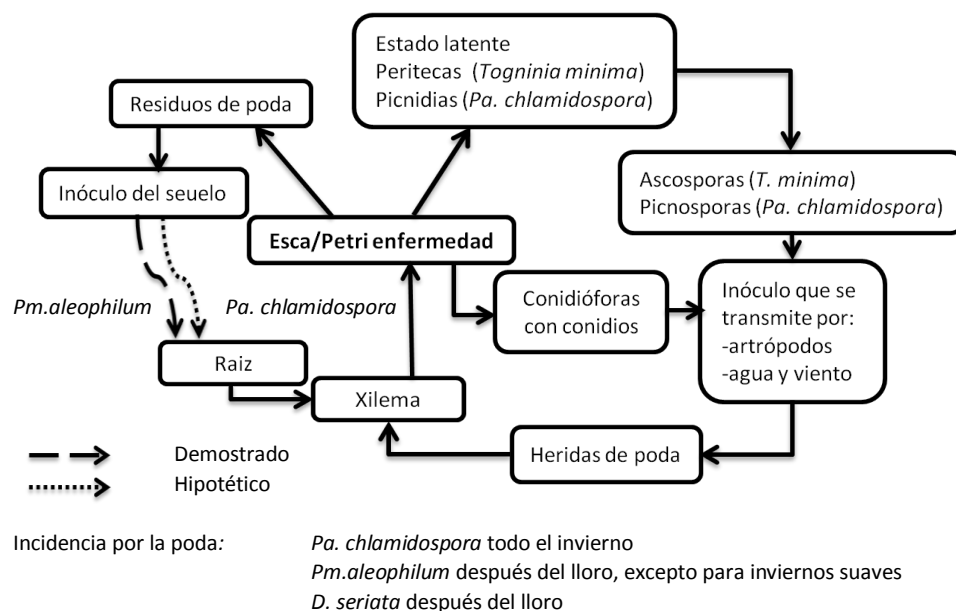 Estado latente
Peritecas (Togninia minima)
Picnidias (Pa. chlamidospora)
Residuos de poda
Inóculo del seuelo
Ascosporas (T. minima)
Picnosporas (Pa. chlamidospora)
Esca/Petri enfermedad
Pm.aleophilum
Pa. chlamidospora
Conidióforas
con conidios
Inóculo que se
transmite por:
-artrópodos
-agua y viento
Raiz
Xilema
Heridas de poda
Demostrado
Hipotético
Incidencia por la poda: Pa. chlamidospora todo el invierno
Pm.aleophilum después del lloro, excepto para inviernos suaves
D. seriata después del lloro